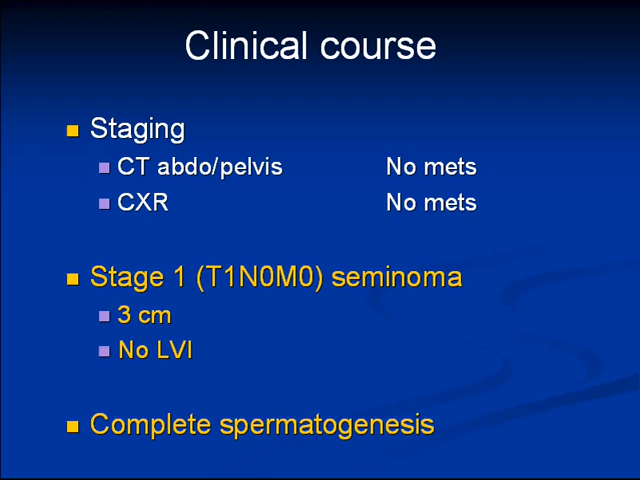 Clinical course
Staging
CT abdo/pelvis No mets
CXR No mets
Stage 1 (T1N0M0) seminoma
3 cm
No LVI
Complete spermatogenesis